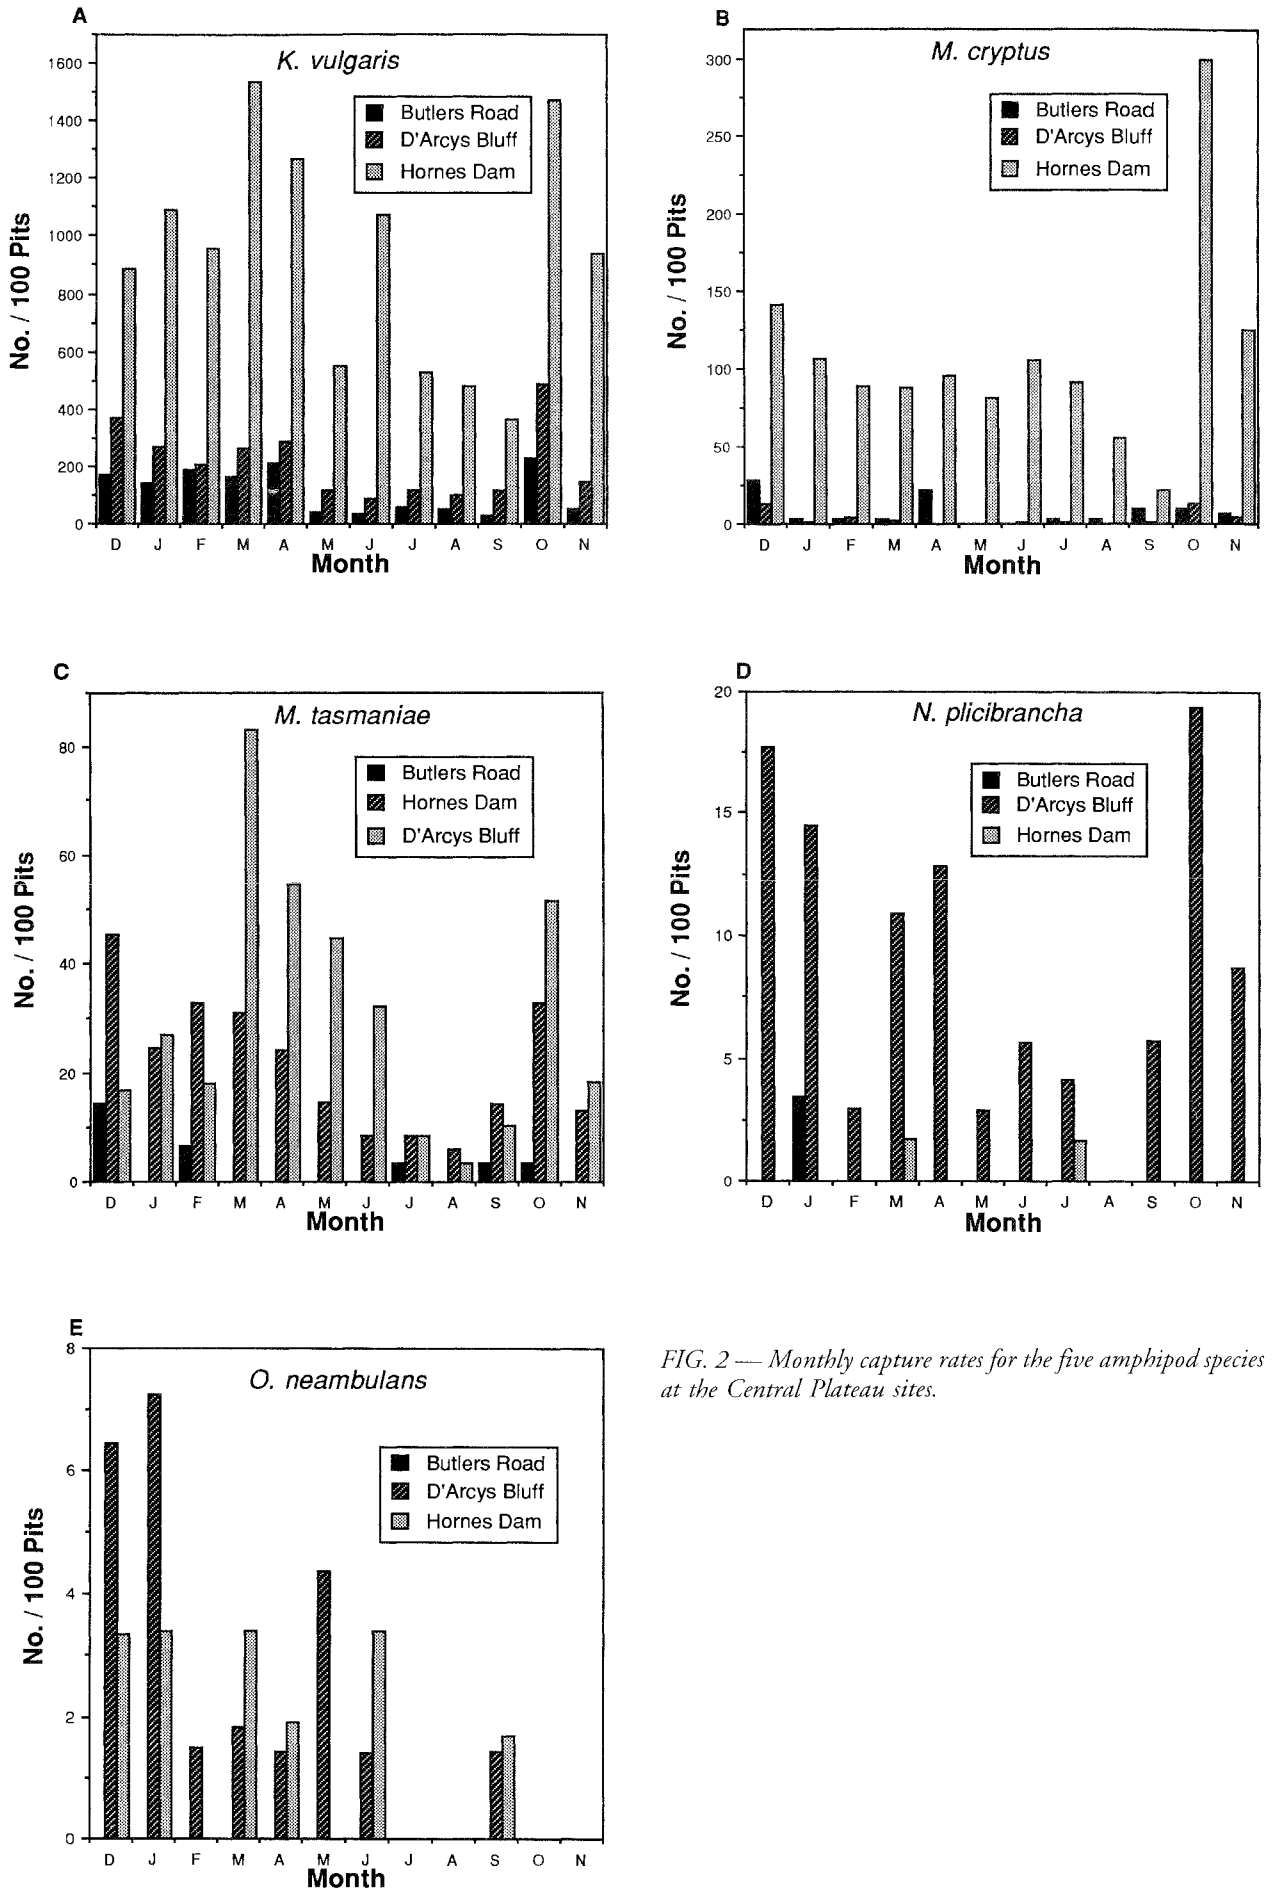 A
K. vulgaris
Butlers Road
D'Arcys Bluff
Hornes Dam
No. / 100 Pits
1600
1400
1200
1000
800
600
400
200
0
D J F M A M J J A S O N
Month
B
M. cryptus
Butlers Road
D'Arcys Bluff
Hornes Dam
No. / 100 Pits
300
250
200
150
100
50
0
D J F M A M J J A S O N
Month
C
M. tasmaniae
Butlers Road
Hornes Dam
D'Arcys Bluff
No. / 100 Pits
80
60
40
20
0
D J F M A M J J A S O N
Month
D
N. plicibrancha
Butlers Road
D'Arcys Bluff
Hornes Dam
No. / 100 Pits
20
15
10
5
0
D J F M A M J J A S O N
Month
E
O. neambulans
Butlers Road
D'Arcys Bluff
Hornes Dam
No. / 100 Pits
8
6
4
2
0
D J F M A M J J A S O N
Month
FIG. 2 — Monthly capture rates for the five amphipod species
at the Central Plateau sites.